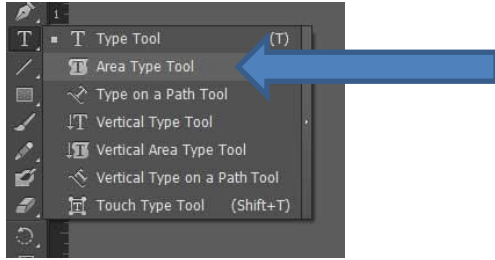 1
T Type Tool (T)
Area Type Tool
Type on a Path Tool
Vertical Type Tool
Vertical Area Type Tool
Vertical Type on a Path Tool
Touch Type Tool (Shift+T)